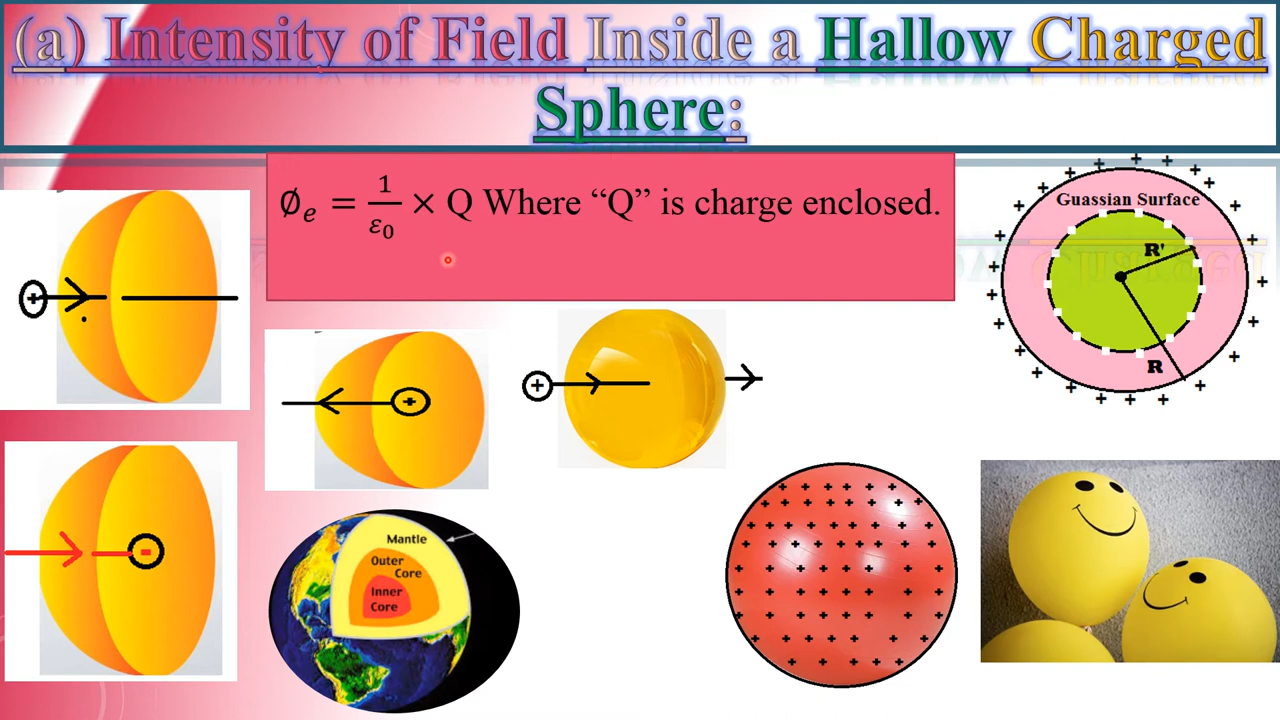 (a) Intensity of Field Inside a Hallow Charged
Sphere:
∅ₑ = 1/ε₀ × Q Where “Q” is charge enclosed.
Guassian Surface
R'
R
Mantle
Outer
Core
Inner
Core